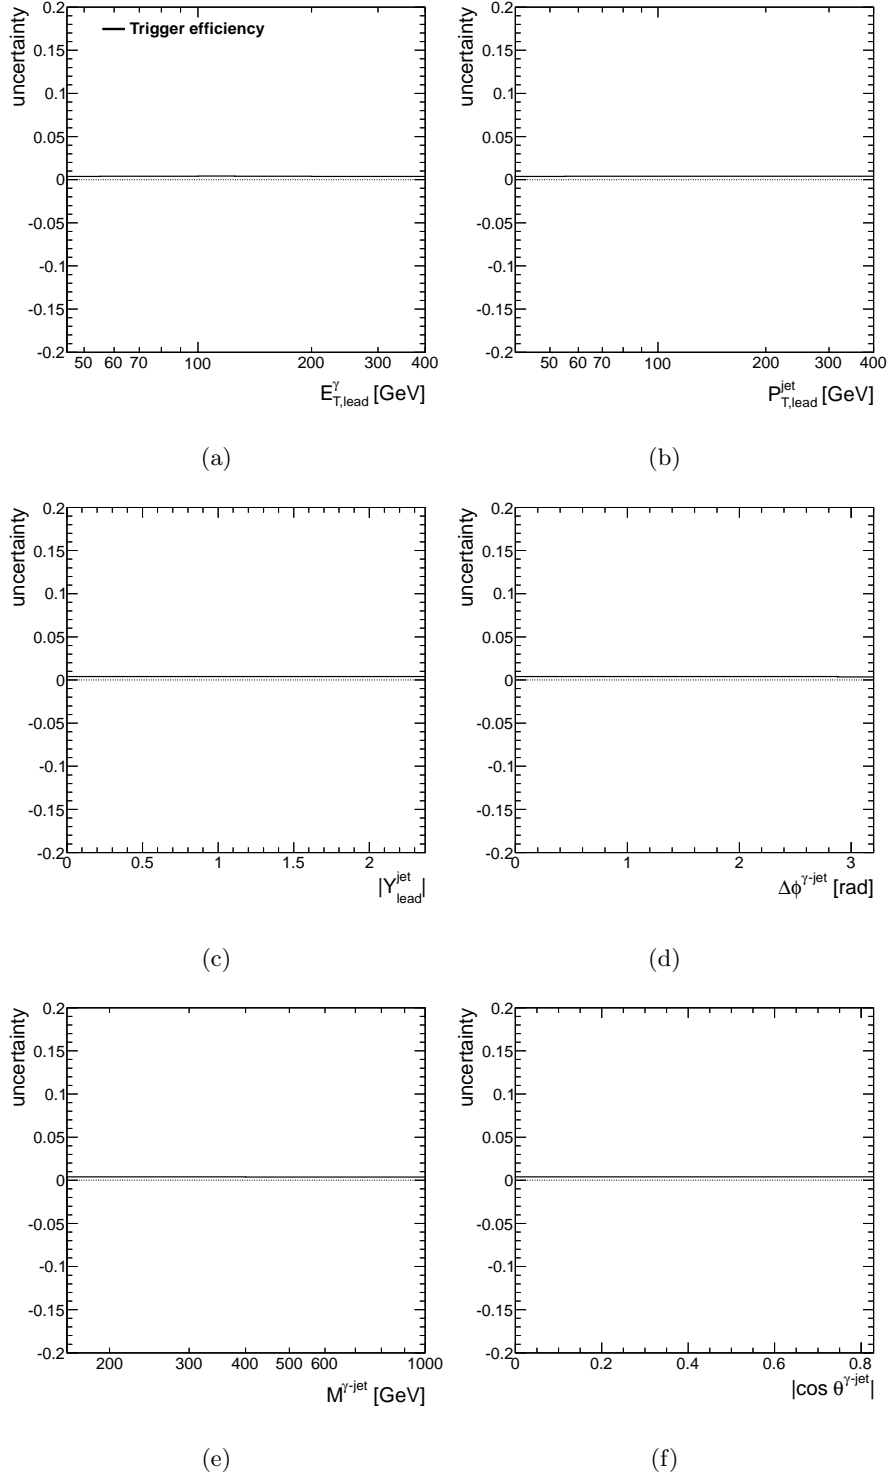 uncertainty
0.2
0.15
0.1
0.05
0
-0.05
-0.1
-0.15
-0.2
Trigger efficiency
50 60 70 100 200 300 400
E^γ_T,lead [GeV]
(a)
uncertainty
0.2
0.15
0.1
0.05
0
-0.05
-0.1
-0.15
-0.2
50 60 70 100 200 300 400
P^jet_T,lead [GeV]
(b)
uncertainty
0.2
0.15
0.1
0.05
0
-0.05
-0.1
-0.15
-0.2
0 0.5 1 1.5 2
|Y^jet_lead|
(c)
uncertainty
0.2
0.15
0.1
0.05
0
-0.05
-0.1
-0.15
-0.2
0 1 2 3
Δϕ^γ-jet [rad]
(d)
uncertainty
0.2
0.15
0.1
0.05
0
-0.05
-0.1
-0.15
-0.2
200 300 400 500 600 1000
M^γ-jet [GeV]
(e)
uncertainty
0.2
0.15
0.1
0.05
0
-0.05
-0.1
-0.15
-0.2
0 0.2 0.4 0.6 0.8
|cos θ^γ-jet|
(f)